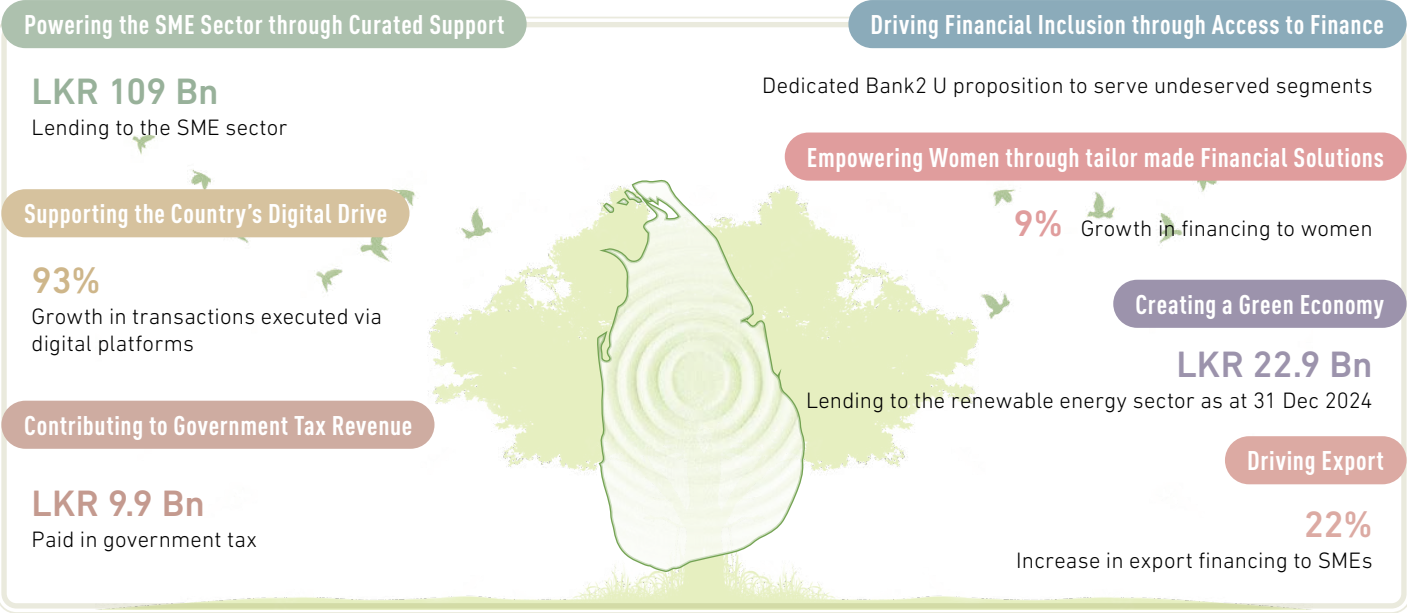 Powering the SME Sector through Curated Support
LKR 109 Bn
Lending to the SME sector
Supporting the Country's Digital Drive
93%
Growth in transactions executed via
digital platforms
Contributing to Government Tax Revenue
LKR 9.9 Bn
Paid in government tax
Driving Financial Inclusion through Access to Finance
Dedicated Bank2 U proposition to serve undeserved segments
Empowering Women through tailor made Financial Solutions
9% Growth in financing to women
Creating a Green Economy
LKR 22.9 Bn
Lending to the renewable energy sector as at 31 Dec 2024
Driving Export
22%
Increase in export financing to SMEs